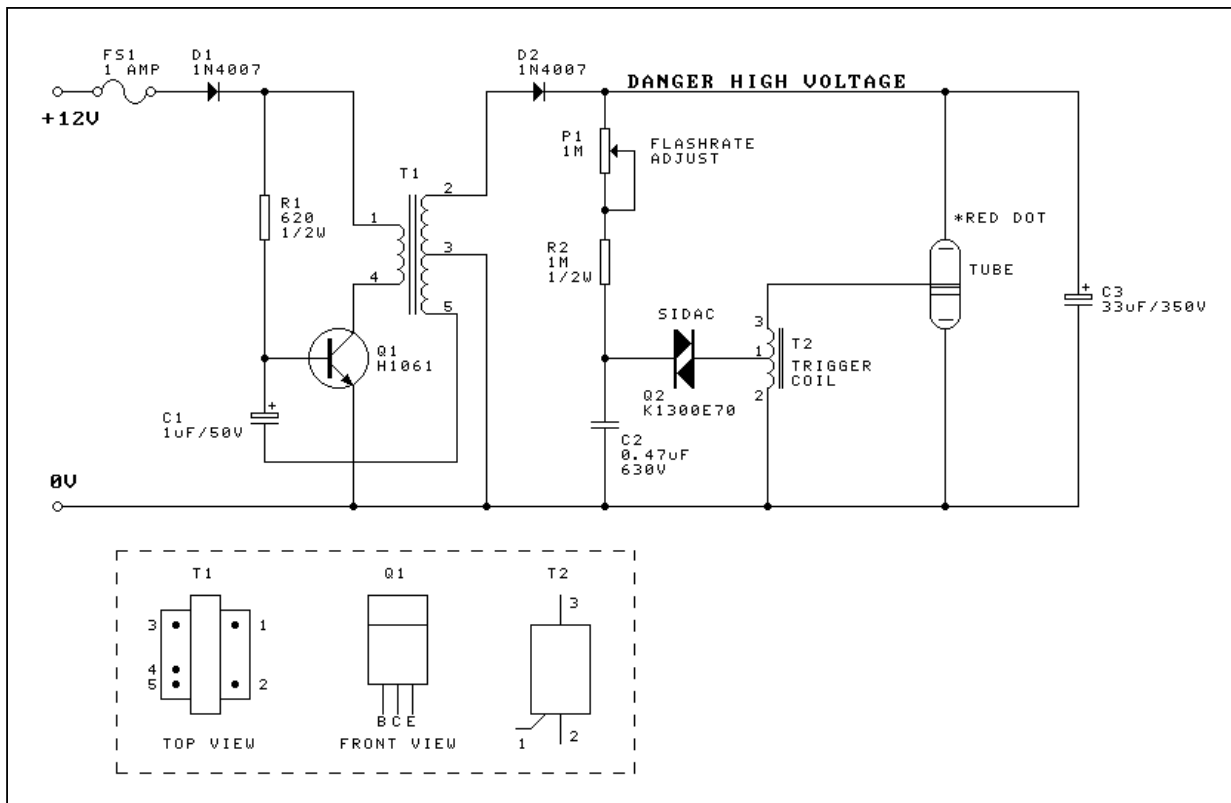 FS1
1 AMP
D1
1N4007
D2
1N4007
DANGER HIGH VOLTAGE
+12V
P1
1M
FLASHRATE
ADJUST
T1
2
R1
620
1/2W
1
3
4
5
R2
1M
1/2W
*RED DOT
TUBE
C3
+
33uF/350V
SIDAC
3
1
2
T2
TRIGGER
COIL
Q1
H1061
Q2
K1300E70
C1
+
1uF/50V
C2
0.47uF
630V
0V
T1
Q1
T2
3
1
4
5
2
3
B C E
1
2
TOP VIEW
FRONT VIEW